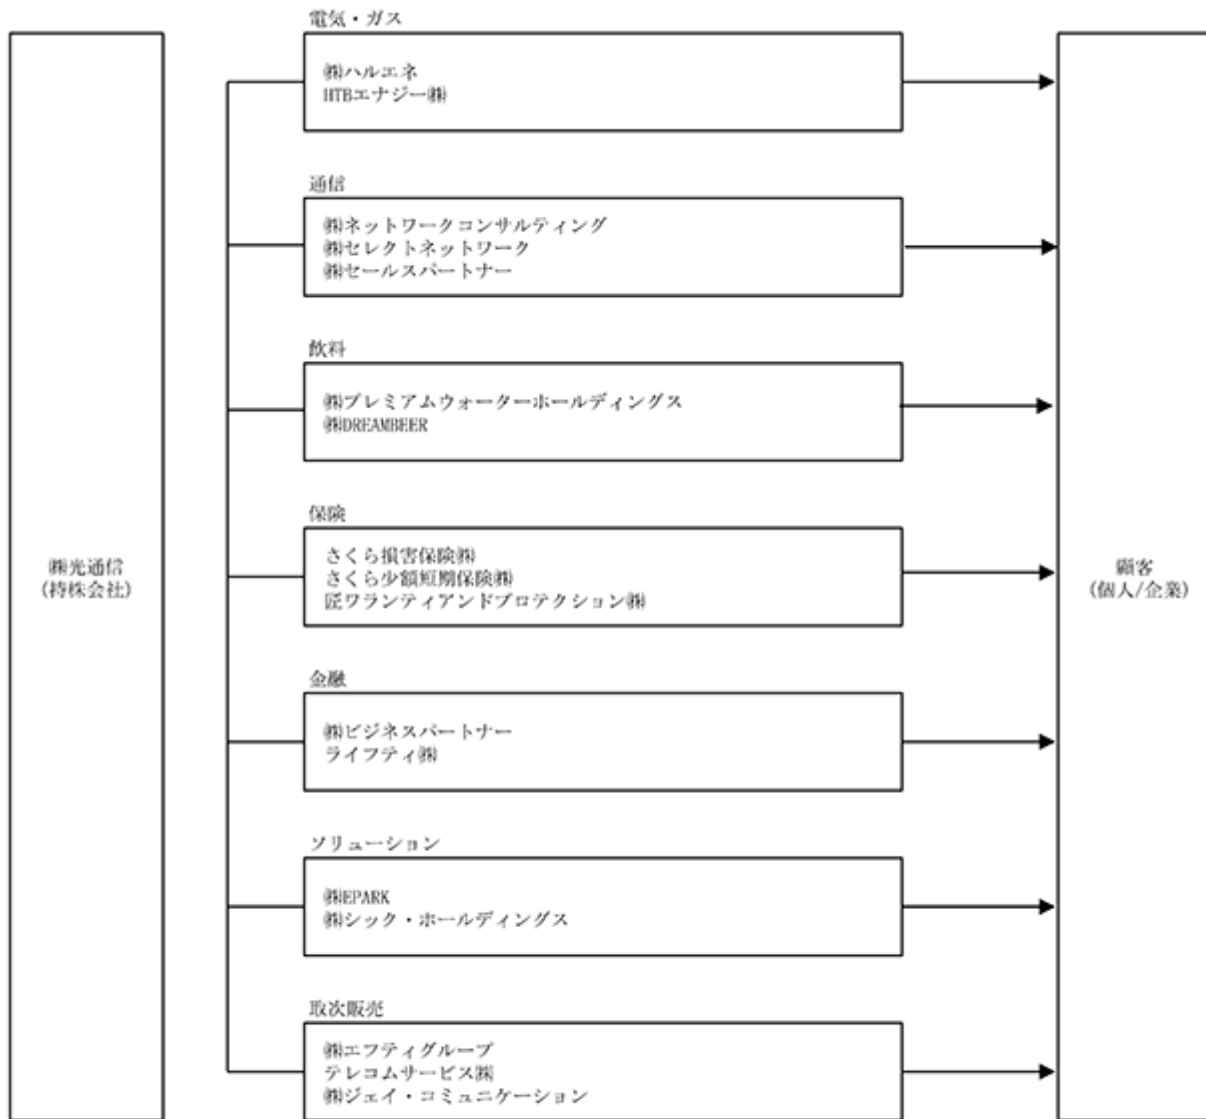 電気・ガス
㈱ハルエネ
HTBエナジー㈱
通信
㈱ネットワークコンサルティング
㈱セレクトネットワーク
㈱セールスパートナー
飲料
㈱プレミアムウォーターホールディングス
㈱DREAMBEER
保険
さくら損害保険㈱
さくら少額短期保険㈱
匠ワランティアンドプロテクション㈱
㈱光通信
(持株会社)
顧客
(個人/企業)
金融
㈱ビジネスパートナー
ライフティ㈱
ソリューション
㈱EPARK
㈱シック・ホールディングス
取次販売
㈱エフティグループ
テレコムサービス㈱
㈱ジェイ・コミュニケーション